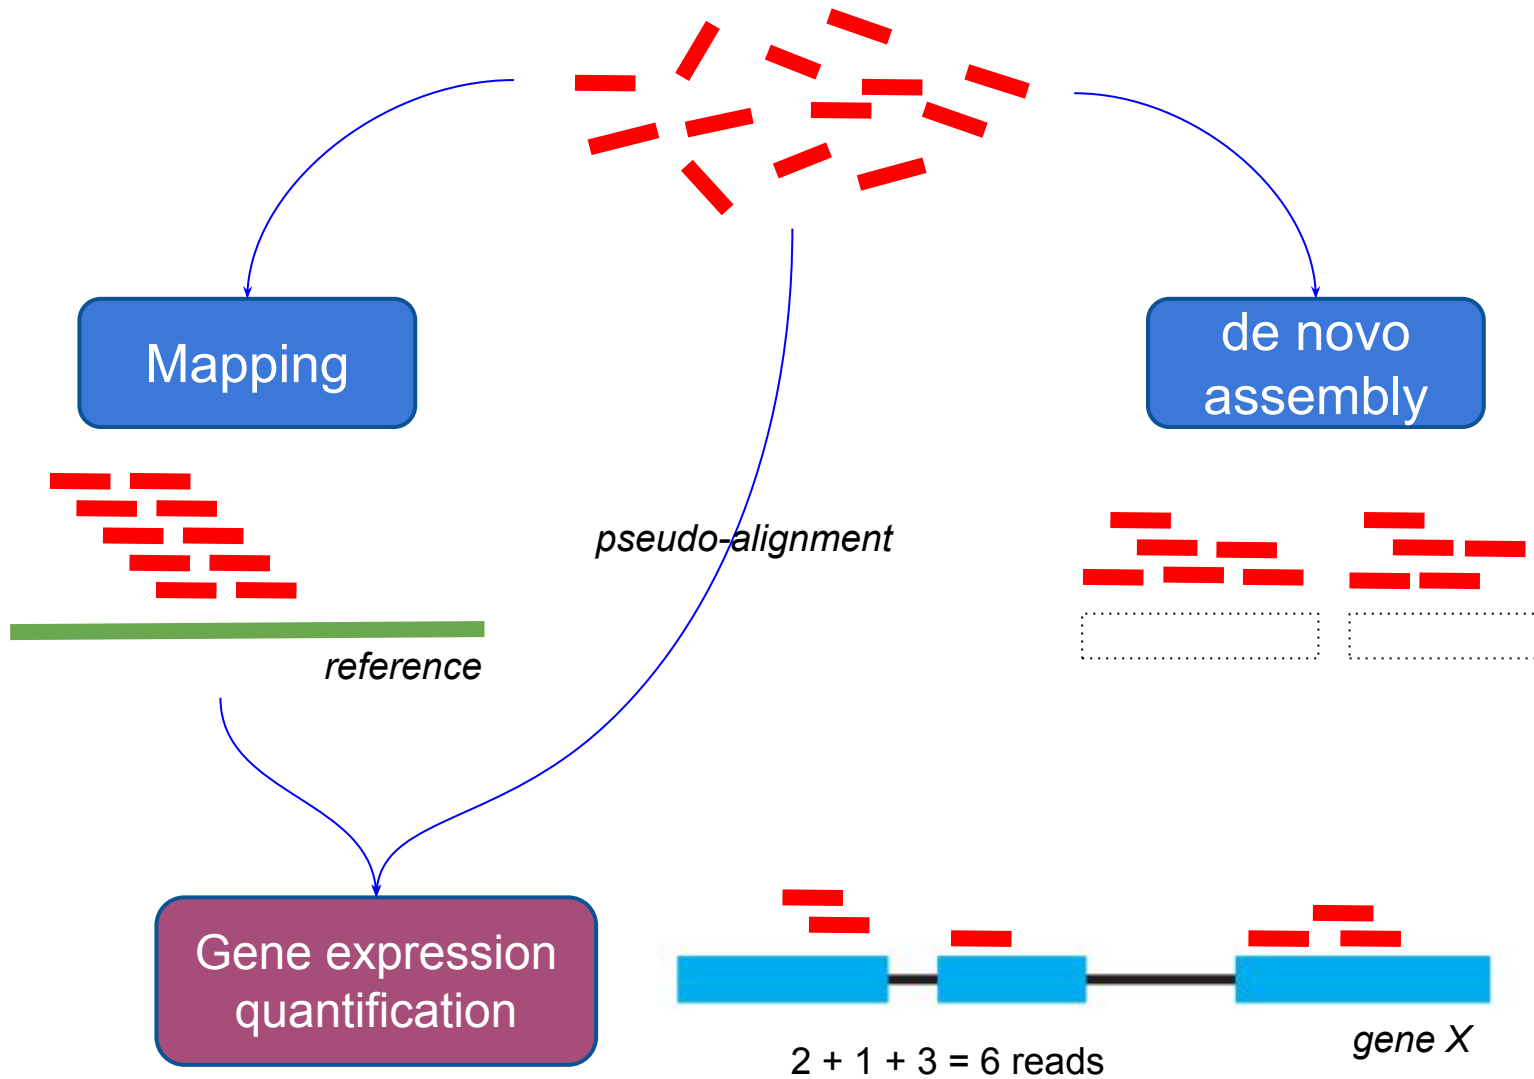 Mapping
de novo
assembly
pseudo-alignment
reference
Gene expression
quantification
gene X
2 + 1 + 3 = 6 reads